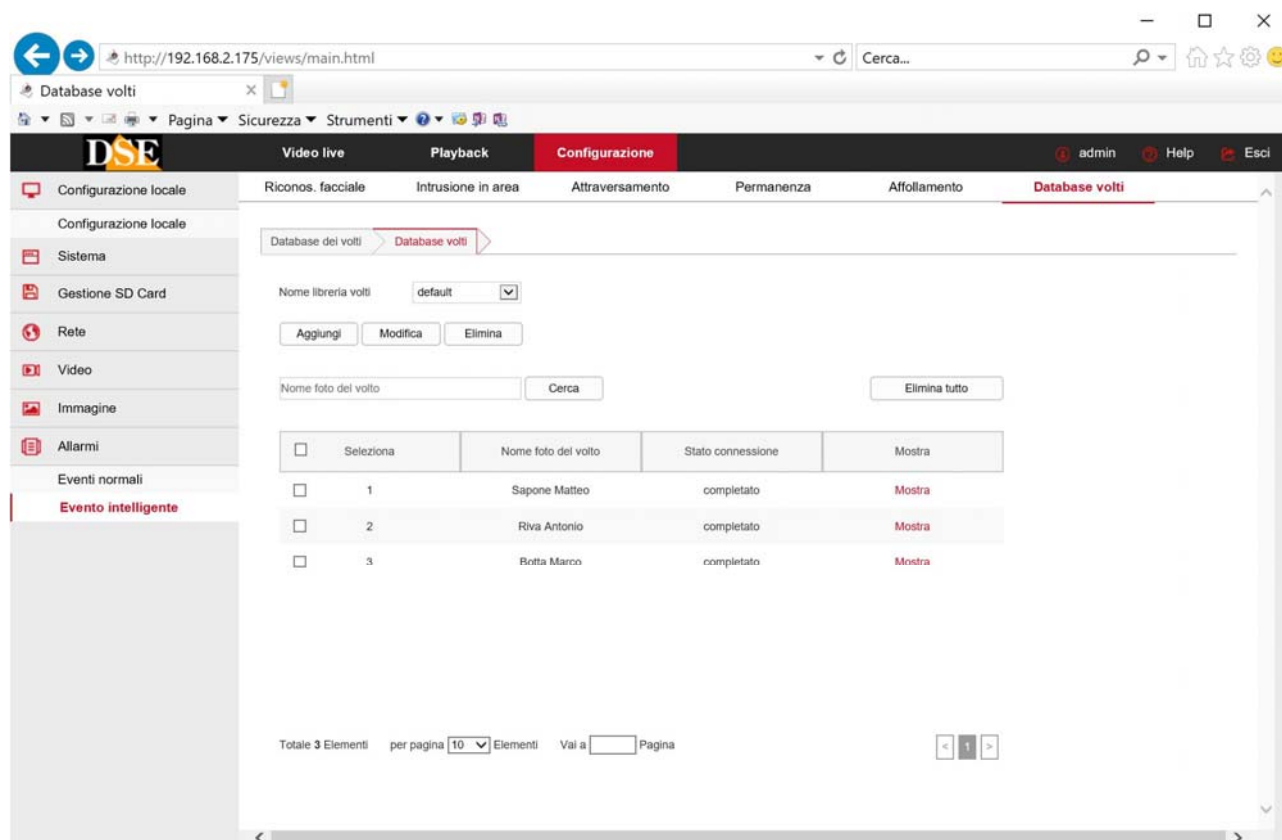 http://192.168.2.175/views/main.html
Cerca...
Database volti
Pagina Sicurezza Strumenti
DSE Video live Playback Configurazione admin Help Esci
Configurazione locale
Configurazione locale
Sistema
Gestione SD Card
Rete
Video
Immagine
Allarmi
Eventi normali
Evento intelligente
Riconos. facciale Intrusione in area Attraversamento Permanenza Affollamento Database volti
Database dei volti Database volti
Nome libreria volti default
Aggiungi Modifica Elimina
Nome foto del volto Cerca Elimina tutto
Seleziona Nome foto del volto Stato connessione Mostra
1 Sapone Matteo completato Mostra
2 Riva Antonio completato Mostra
3 Botta Marco completato Mostra
Totale 3 Elementi per pagina 10 Elementi Vai a Pagina < 1 >